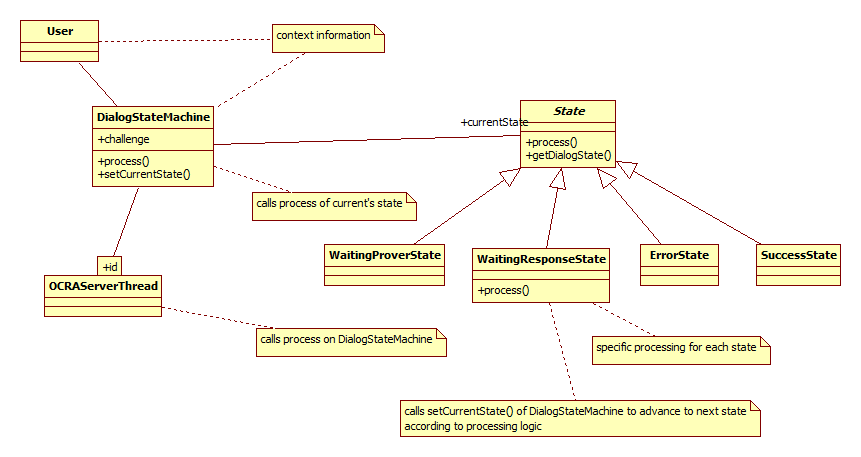 User
context information
DialogStateMachine
+challenge
+process()
+setCurrentState()
+currentState
State
+process()
+getDialogState()
calls process of current's state
WaitingProverState
WaitingResponseState
+process()
ErrorState
SuccessState
+id
OCRAServerThread
calls process on DialogStateMachine
specific processing for each state
calls setCurrentState() of DialogStateMachine to advance to next state
according to processing logic